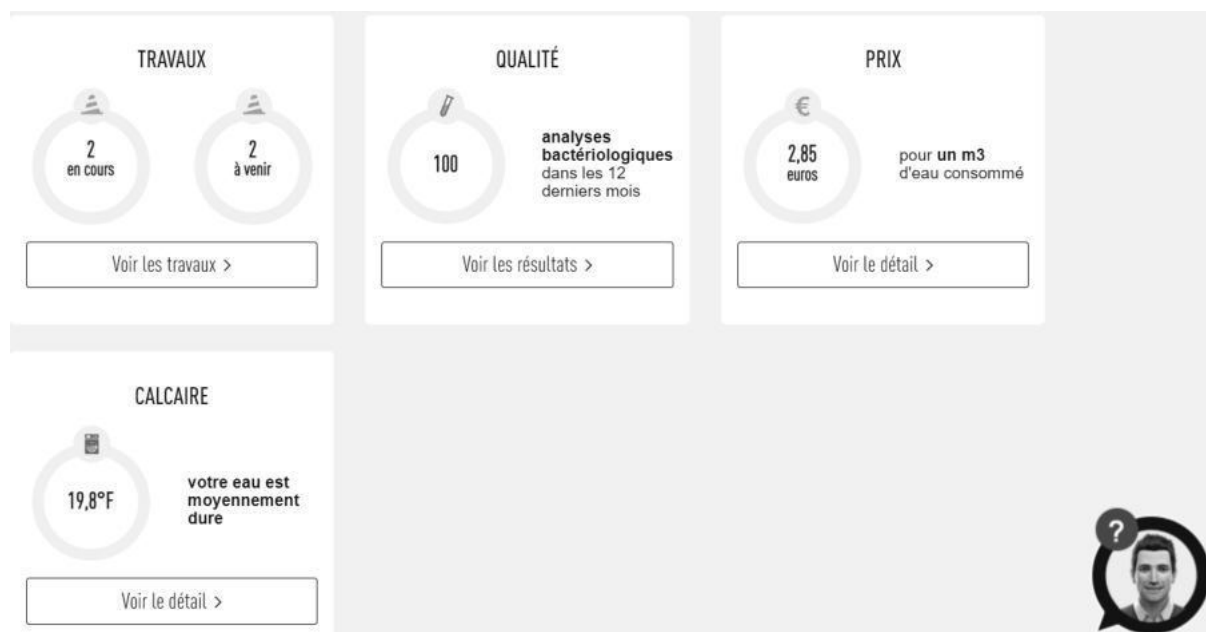 TRAVAUX
2
en cours
2
à venir
Voir les travaux >
QUALITÉ
100
analyses
bactériologiques
dans les 12
derniers mois
Voir les résultats >
PRIX
€
2,85
euros
pour un m3
d'eau consommé
Voir le détail >
CALCAIRE
19,8°F
votre eau est
moyennement
dure
Voir le détail >
?